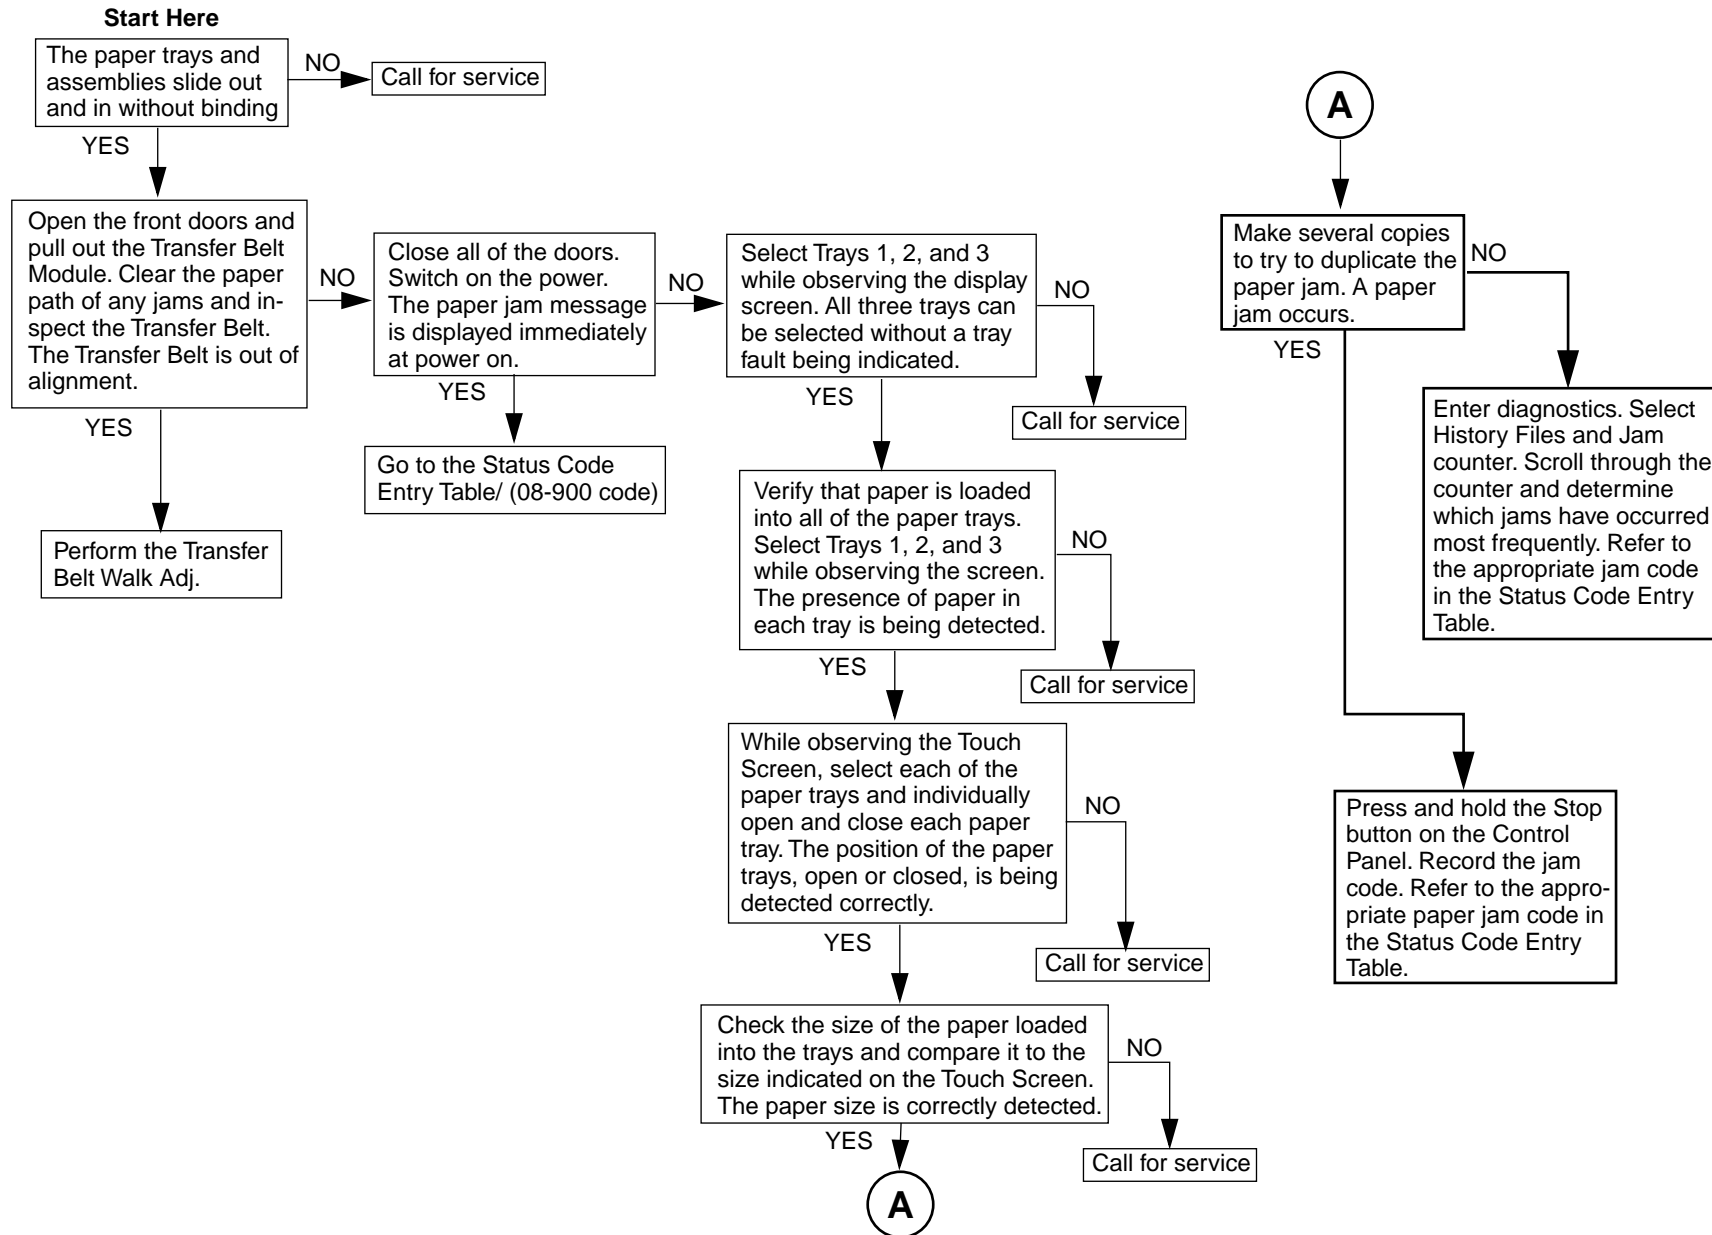 Start Here
The paper trays and
assemblies slide out
and in without binding
NO
Call for service
YES
Open the front doors and
pull out the Transfer Belt
Module. Clear the paper
path of any jams and in-
spect the Transfer Belt.
The Transfer Belt is out of
alignment.
NO
YES
Perform the Transfer
Belt Walk Adj.
Close all of the doors.
Switch on the power.
The paper jam message
is displayed immediately
at power on.
NO
YES
Go to the Status Code
Entry Table/ (08-900 code)
Select Trays 1, 2, and 3
while observing the display
screen. All three trays can
be selected without a tray
fault being indicated.
NO
Call for service
YES
Verify that paper is loaded
into all of the paper trays.
Select Trays 1, 2, and 3
while observing the screen.
The presence of paper in
each tray is being detected.
NO
Call for service
YES
While observing the Touch
Screen, select each of the
paper trays and individually
open and close each paper
tray. The position of the paper
trays, open or closed, is being
detected correctly.
NO
Call for service
YES
Check the size of the paper loaded
into the trays and compare it to the
size indicated on the Touch Screen.
The paper size is correctly detected.
NO
Call for service
YES
A
A
Make several copies
to try to duplicate the
paper jam. A paper
jam occurs.
NO
YES
Enter diagnostics. Select
History Files and Jam
counter. Scroll through the
counter and determine
which jams have occurred
most frequently. Refer to
the appropriate jam code
in the Status Code Entry
Table.
Press and hold the Stop
button on the Control
Panel. Record the jam
code. Refer to the appro-
priate paper jam code in
the Status Code Entry
Table.